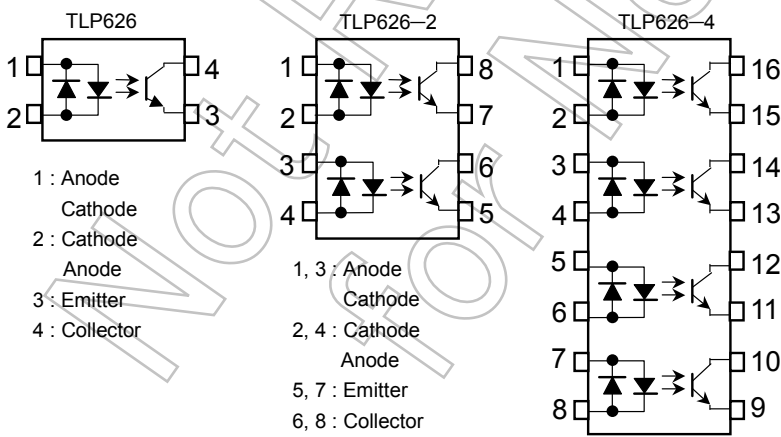 TLP626
1
4
2
3
1 : Anode
Cathode
2 : Cathode
Anode
3 : Emitter
4 : Collector
TLP626−2
1
8
2
7
3
6
4
5
1, 3 : Anode
Cathode
2, 4 : Cathode
Anode
5, 7 : Emitter
6, 8 : Collector
TLP626−4
1
16
2
15
3
14
4
13
5
12
6
11
7
10
8
9
Not
for